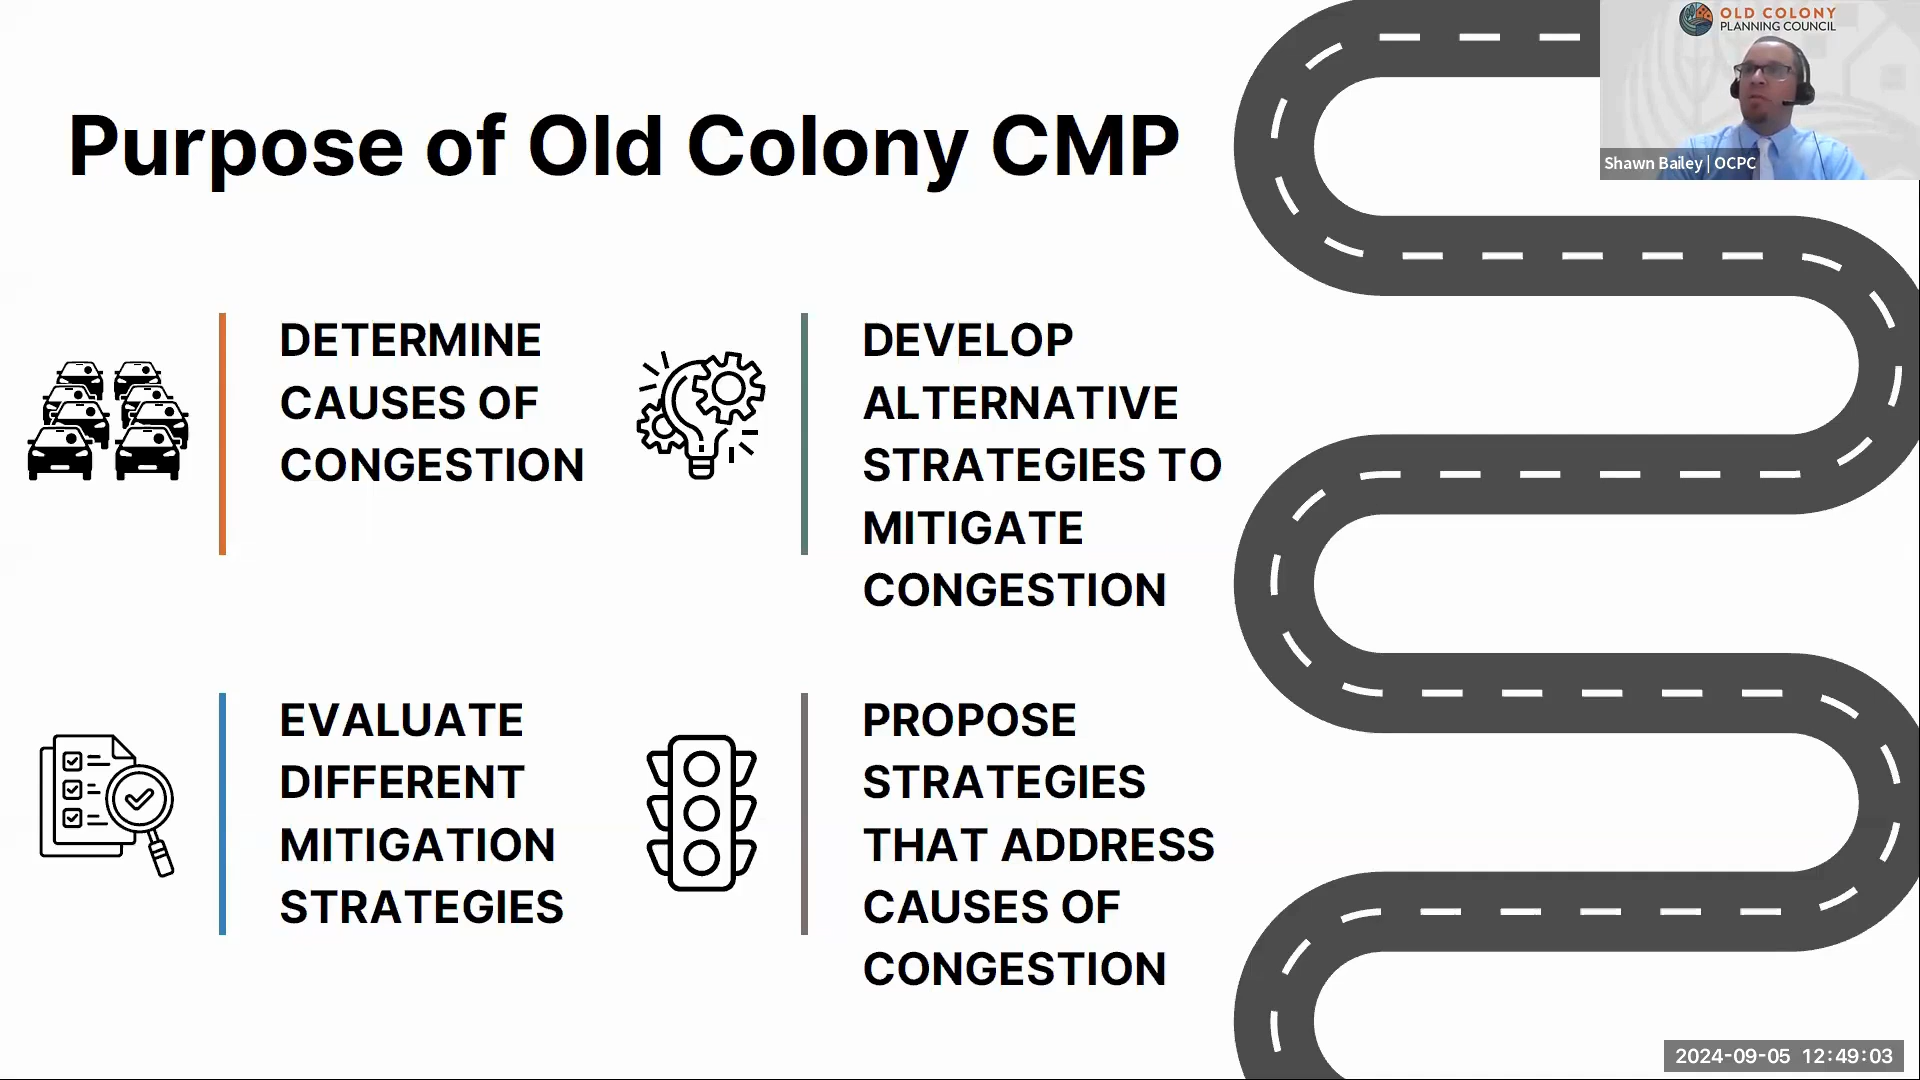 OLD COLONY
PLANNING COUNCIL
Shawn Bailey | OCPC
Purpose of Old Colony CMP
DETERMINE
CAUSES OF
CONGESTION
DEVELOP
ALTERNATIVE
STRATEGIES TO
MITIGATE
CONGESTION
EVALUATE
DIFFERENT
MITIGATION
STRATEGIES
PROPOSE
STRATEGIES
THAT ADDRESS
CAUSES OF
CONGESTION
2024-09-05 12:49:03